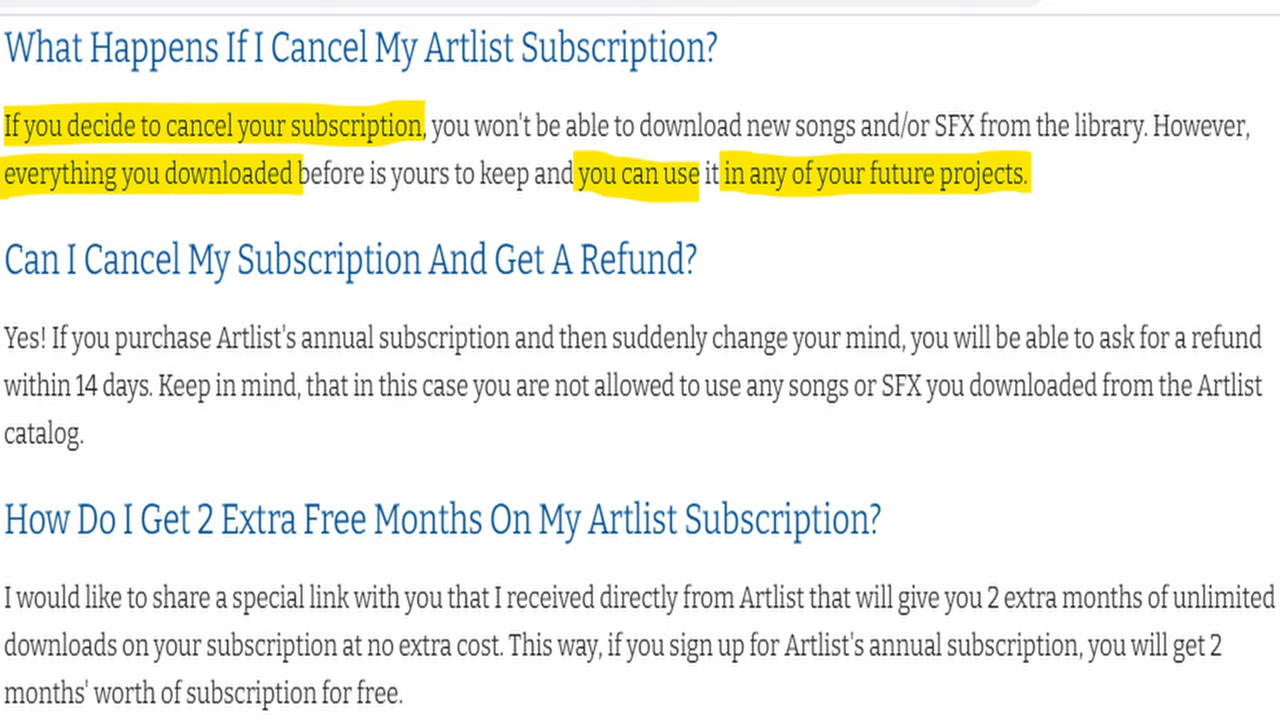 What Happens If I Cancel My Artlist Subscription?
If you decide to cancel your subscription, you won't be able to download new songs and/or SFX from the library. However,
everything you downloaded before is yours to keep and you can use it in any of your future projects.
Can I Cancel My Subscription And Get A Refund?
Yes! If you purchase Artlist's annual subscription and then suddenly change your mind, you will be able to ask for a refund
within 14 days. Keep in mind, that in this case you are not allowed to use any songs or SFX you downloaded from the Artlist
catalog.
How Do I Get 2 Extra Free Months On My Artlist Subscription?
I would like to share a special link with you that I received directly from Artlist that will give you 2 extra months of unlimited
downloads on your subscription at no extra cost. This way, if you sign up for Artlist's annual subscription, you will get 2
months' worth of subscription for free.